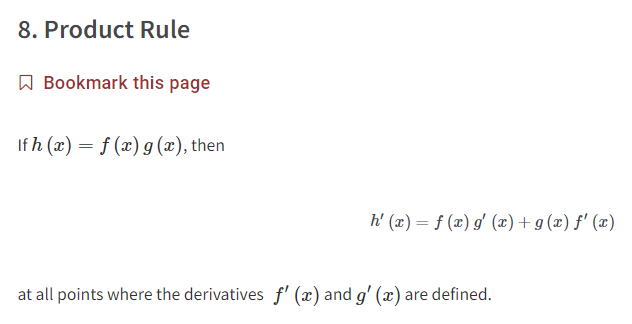 8. Product Rule
Bookmark this page
If h (x) = f (x) g (x), then
h′ (x) = f (x) g′ (x) + g (x) f′ (x)
at all points where the derivatives f′ (x) and g′ (x) are defined.